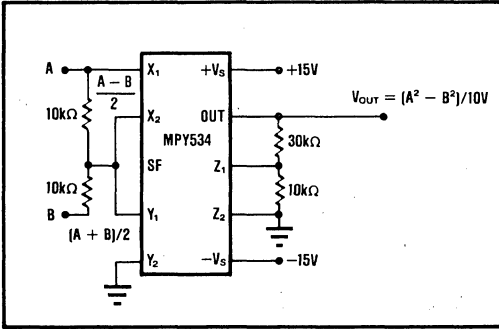 A
A – B
2
10kΩ
10kΩ
B
(A + B)/2
X₁
X₂
SF
Y₁
Y₂
MPY534
+Vₛ
OUT
Z₁
Z₂
–Vₛ
+15V
V_OUT = (A² – B²)/10V
30kΩ
10kΩ
–15V